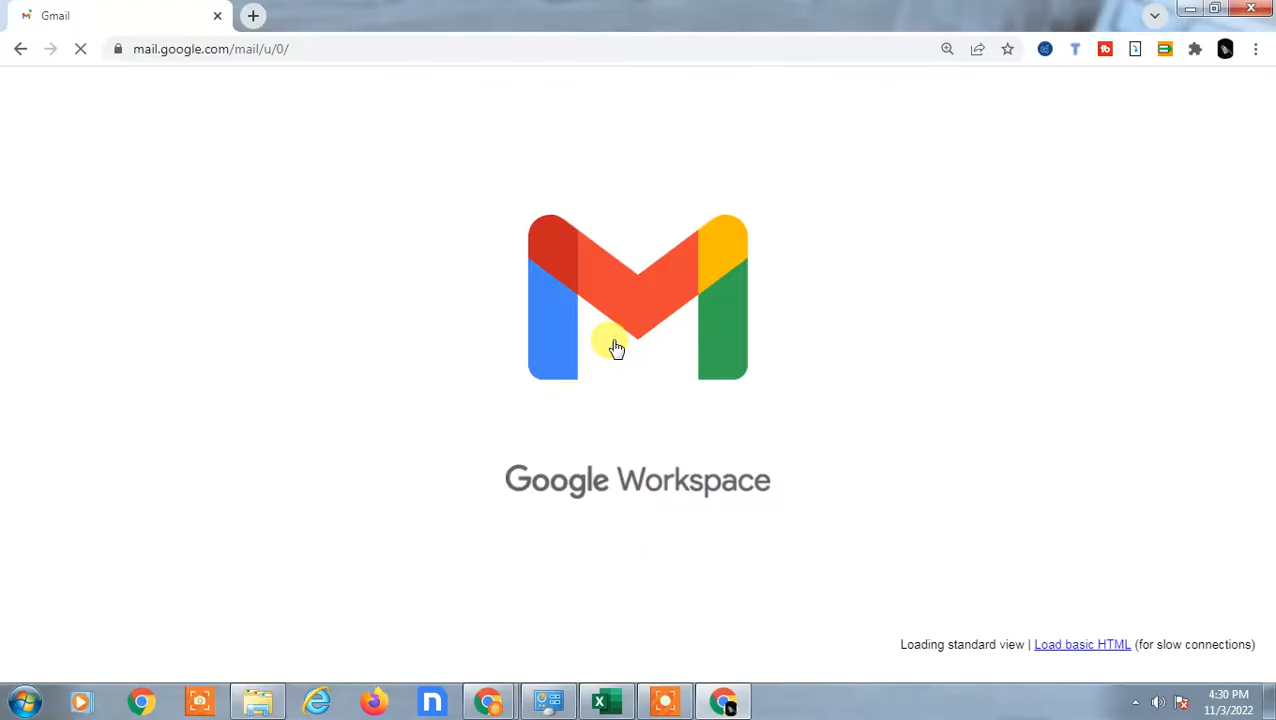 Gmail
mail.google.com/mail/u/0/
Google Workspace
Loading standard view | Load basic HTML (for slow connections)
4:30 PM
11/3/2022